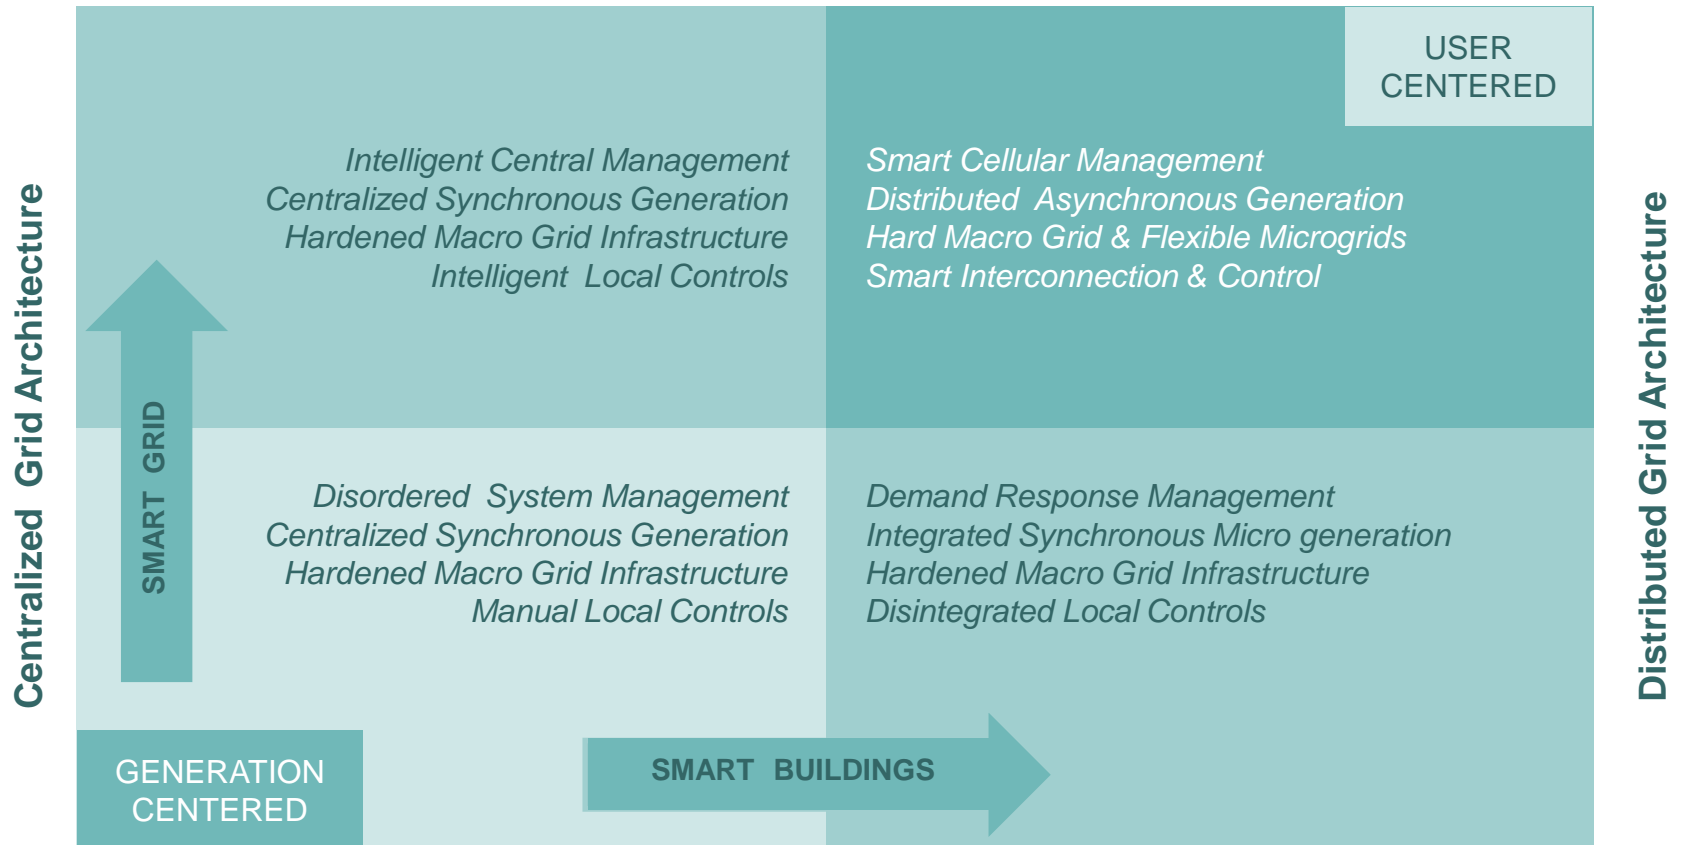 USER
CENTERED
Centralized Grid Architecture
Intelligent Central Management
Centralized Synchronous Generation
Hardened Macro Grid Infrastructure
Intelligent Local Controls
Smart Cellular Management
Distributed Asynchronous Generation
Hard Macro Grid & Flexible Microgrids
Smart Interconnection & Control
Distributed Grid Architecture
SMART GRID
Disordered System Management
Centralized Synchronous Generation
Hardened Macro Grid Infrastructure
Manual Local Controls
Demand Response Management
Integrated Synchronous Micro generation
Hardened Macro Grid Infrastructure
Disintegrated Local Controls
GENERATION
CENTERED
SMART BUILDINGS